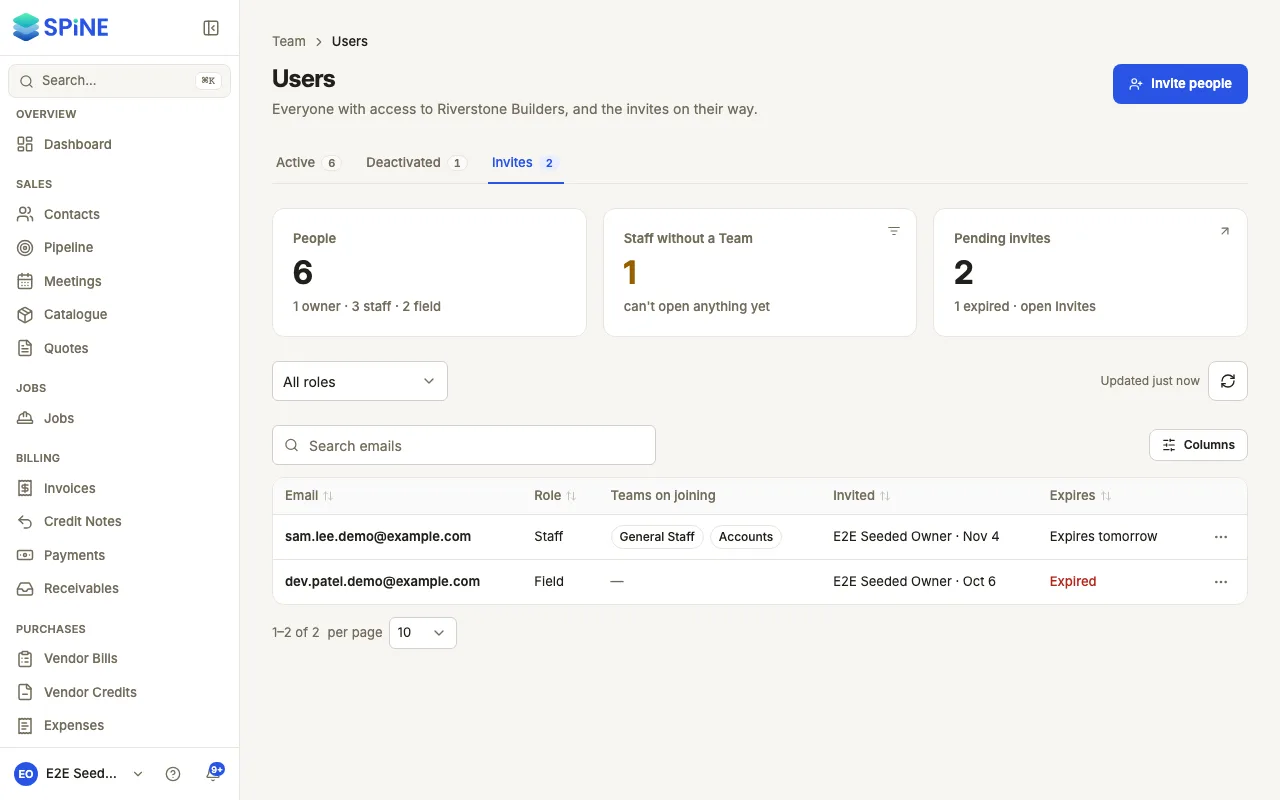 SPiNE
Search... ⌘K
OVERVIEW
Dashboard
SALES
Contacts
Pipeline
Meetings
Catalogue
Quotes
JOBS
Jobs
BILLING
Invoices
Credit Notes
Payments
Receivables
PURCHASES
Vendor Bills
Vendor Credits
Expenses
EO E2E Seed... 9+
Team > Users
Users
Everyone with access to Riverstone Builders, and the invites on their way.
Invite people
Active 6 Deactivated 1 Invites 2
People
6
1 owner · 3 staff · 2 field
Staff without a Team
1
can't open anything yet
Pending invites
2
1 expired · open Invites
All roles
Updated just now
Search emails
Columns
Email Role Teams on joining Invited Expires
sam.lee.demo@example.com Staff General Staff Accounts E2E Seeded Owner · Nov 4 Expires tomorrow
dev.patel.demo@example.com Field — E2E Seeded Owner · Oct 6 Expired
1–2 of 2 per page 10